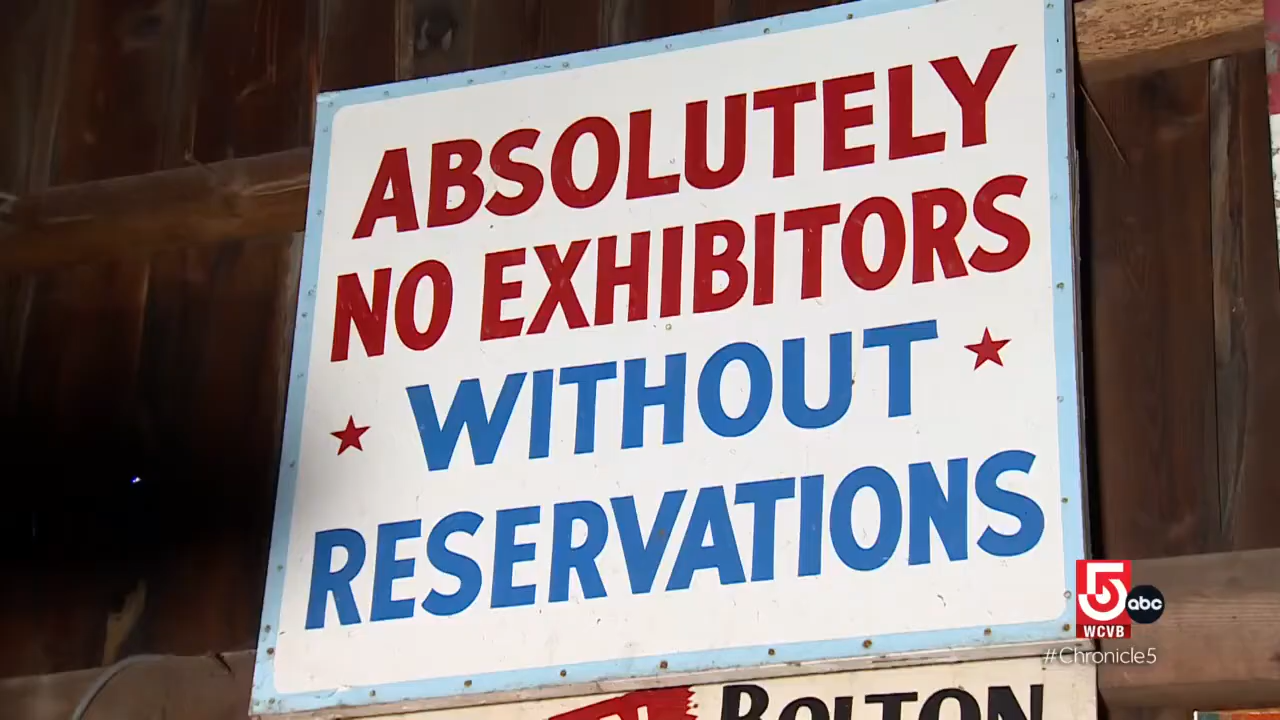 ABSOLUTELY
NO EXHIBITORS
WITHOUT
RESERVATIONS
5 abc
WCVB
#Chronicle5
BOLTON